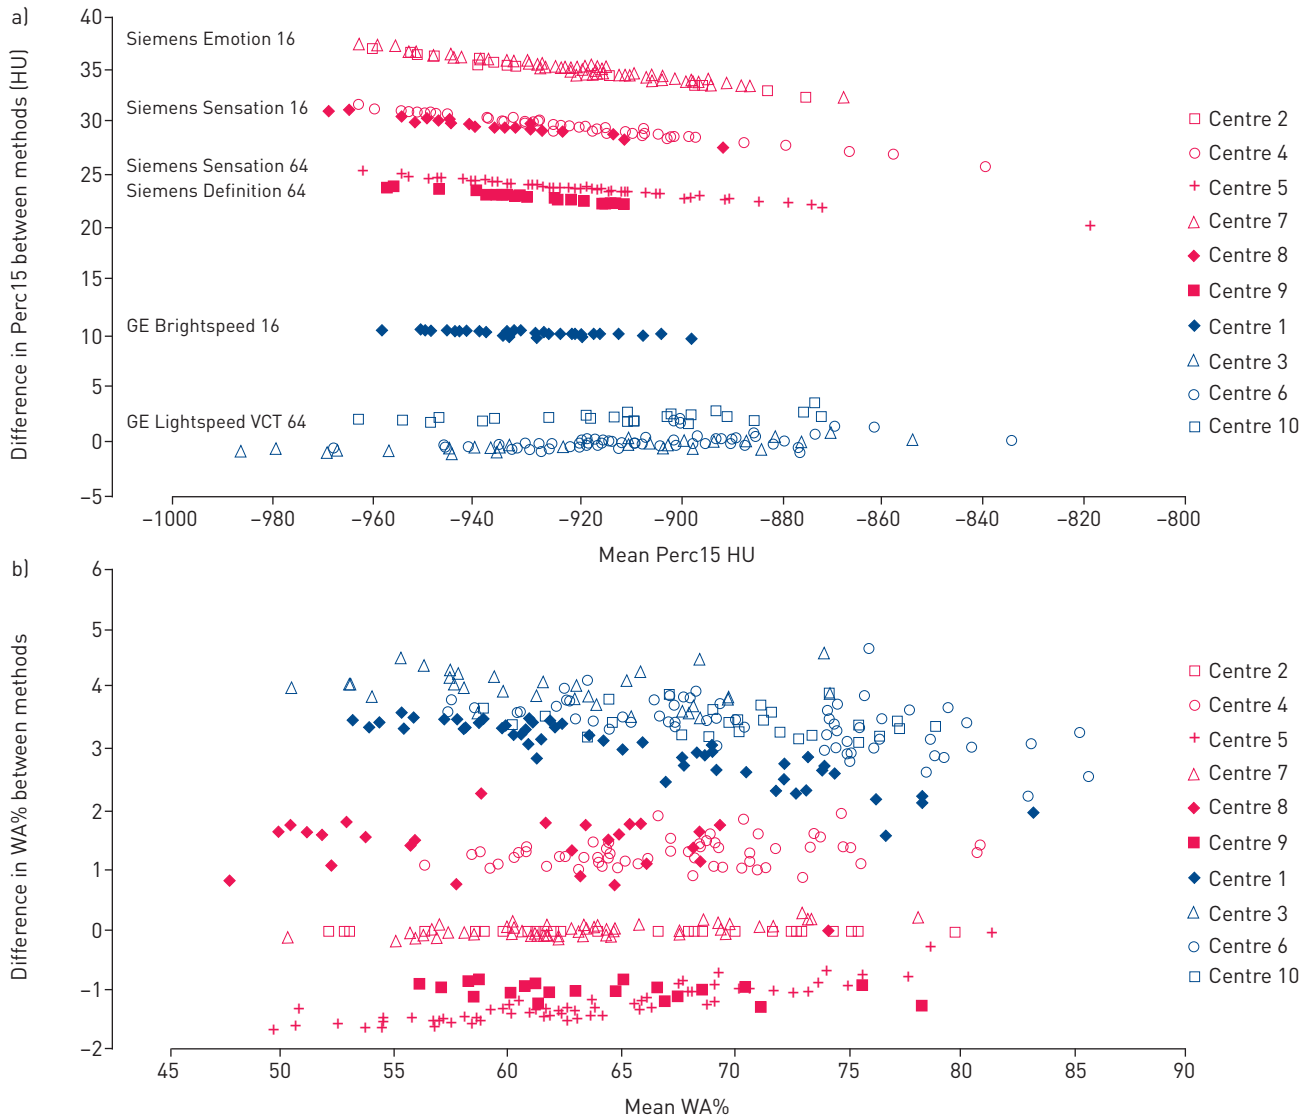 a)
Difference in Perc15 between methods (HU)
40
35
30
25
20
15
10
5
0
−5
Siemens Emotion 16
Siemens Sensation 16
Siemens Sensation 64
Siemens Definition 64
GE Brightspeed 16
GE Lightspeed VCT 64
Centre 2
Centre 4
Centre 5
Centre 7
Centre 8
Centre 9
Centre 1
Centre 3
Centre 6
Centre 10
−1000 −980 −960 −940 −920 −900 −880 −860 −840 −820 −800
Mean Perc15 HU
b)
Difference in WA% between methods
6
5
4
3
2
1
0
−1
−2
Centre 2
Centre 4
Centre 5
Centre 7
Centre 8
Centre 9
Centre 1
Centre 3
Centre 6
Centre 10
45 50 55 60 65 70 75 80 85 90
Mean WA%